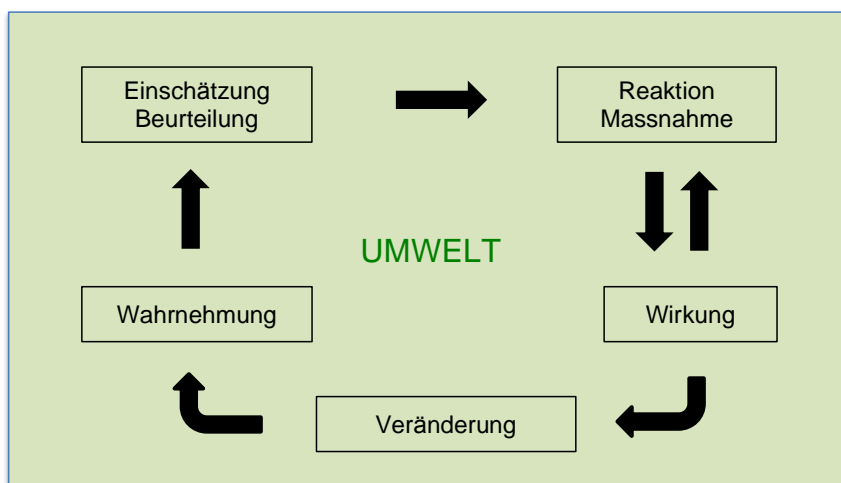 Einschätzung
Beurteilung
Reaktion
Massnahme
UMWELT
Wahrnehmung
Wirkung
Veränderung